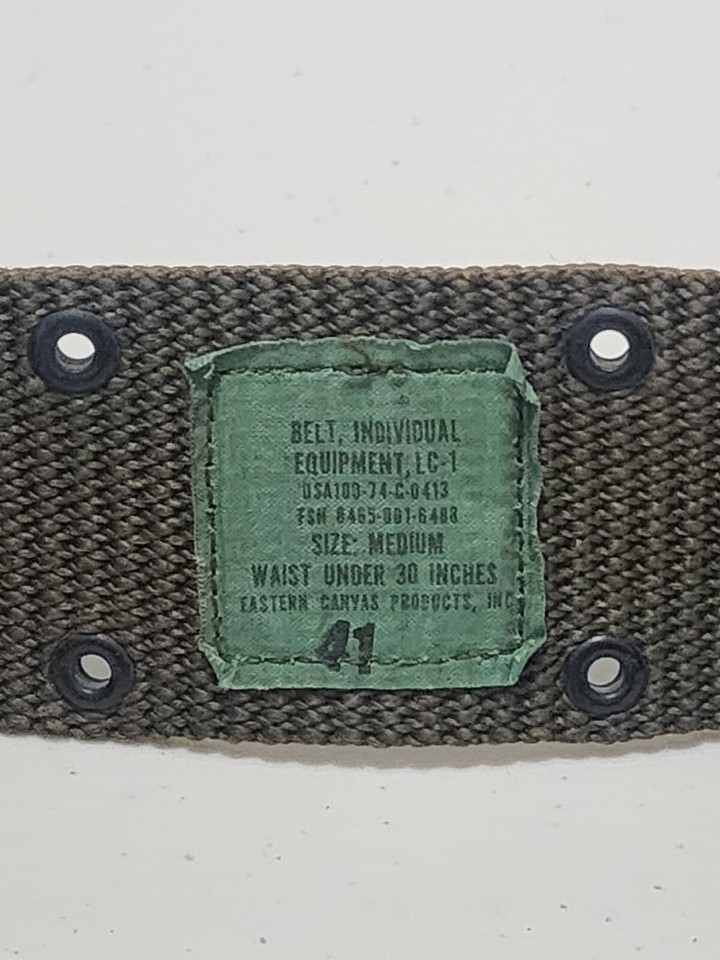 BELT, INDIVIDUAL
EQUIPMENT, LC-1
DSA100-74-C-0413
FSN 8465-001-6488
SIZE: MEDIUM
WAIST UNDER 30 INCHES
EASTERN CANVAS PRODUCTS, INC
41